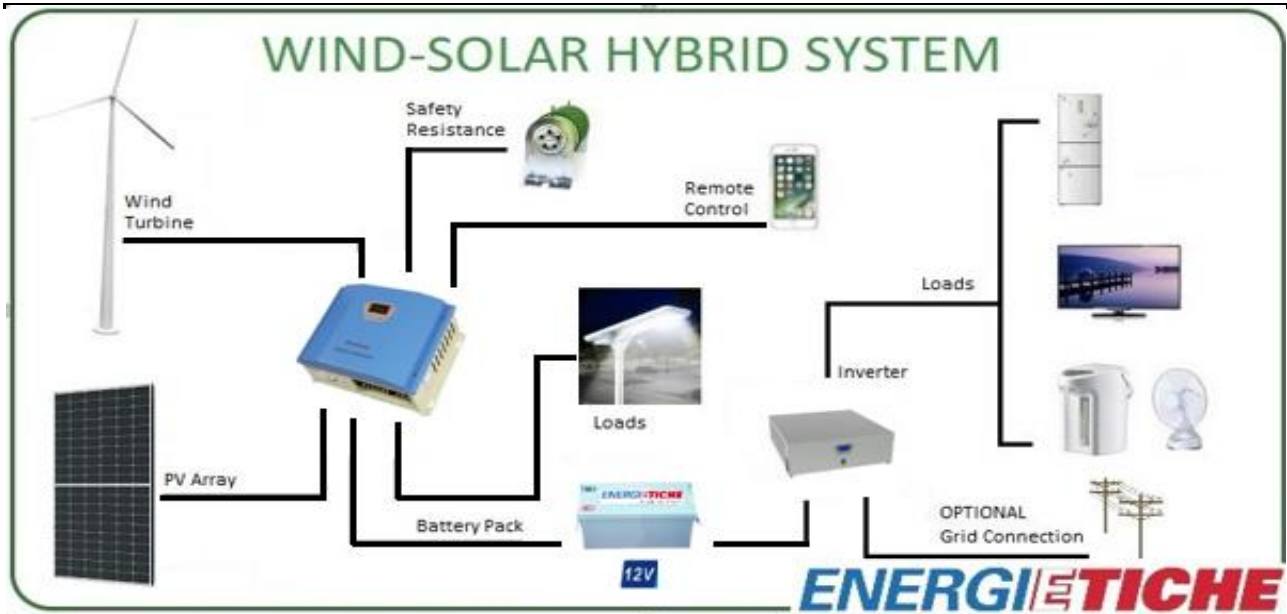 WIND-SOLAR HYBRID SYSTEM
Safety
Resistance
Remote
Control
Wind
Turbine
Loads
Inverter
Loads
PV Array
ENERGIETICHE
Battery Pack
OPTIONAL
Grid Connection
12V
ENERGIETICHE